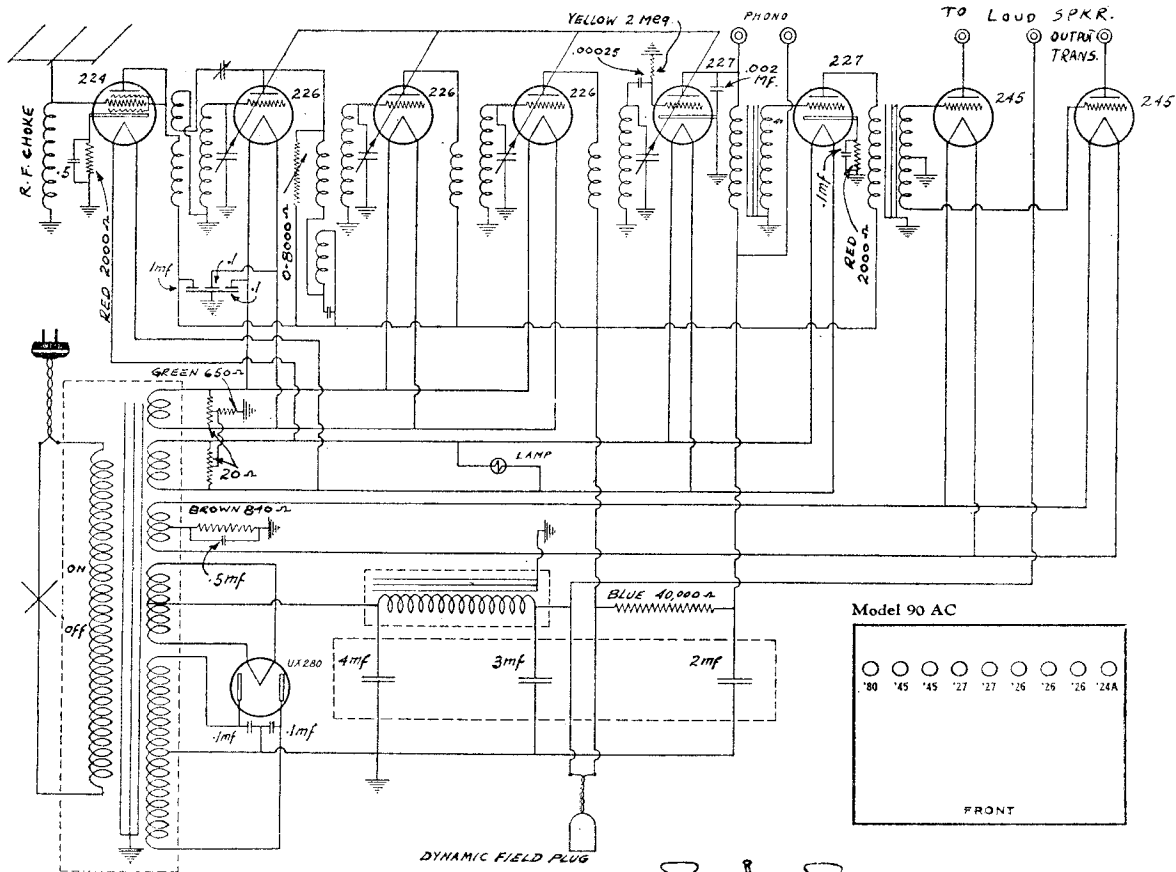 TO LOUD SPKR.
OUTPUT
TRANS.
YELLOW 2 Meg.
PHONO
.00025
.002
MF.
224
226
226
226
227
227
245
245
R.F. CHOKE
.5
RED 2000Ω
0-8000Ω
.1mf
.1
.1
.1mf
RED
2000Ω
GREEN 650Ω
20Ω
LAMP
BROWN 840Ω
.5mf
ON
OFF
BLUE 40,000Ω
UX280
4mf
3mf
2mf
.1mf
.1mf
DYNAMIC FIELD PLUG
Model 90 AC
'80 '45 '45 '27 '27 '26 '26 '26 '24A
FRONT